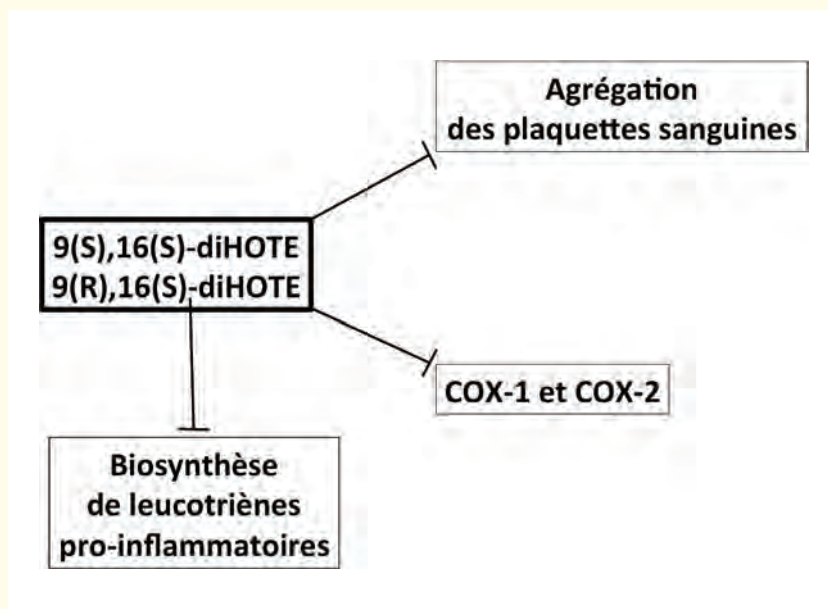 Agrégation
des plaquettes sanguines
9(S),16(S)-diHOTE
9(R),16(S)-diHOTE
COX-1 et COX-2
Biosynthèse
de leucotriènes
pro-inflammatoires